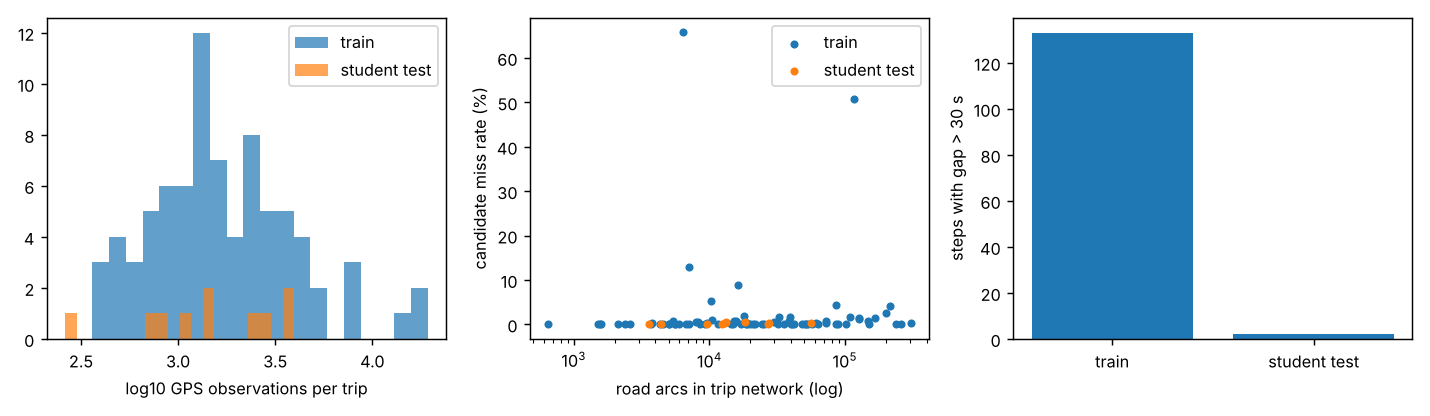 12
10
8
6
4
2
0
2.5
3.0
3.5
4.0
log10 GPS observations per trip
train
student test
candidate miss rate (%)
60
50
40
30
20
10
0
10³
10⁴
10⁵
road arcs in trip network (log)
train
student test
steps with gap > 30 s
120
100
80
60
40
20
0
train
student test